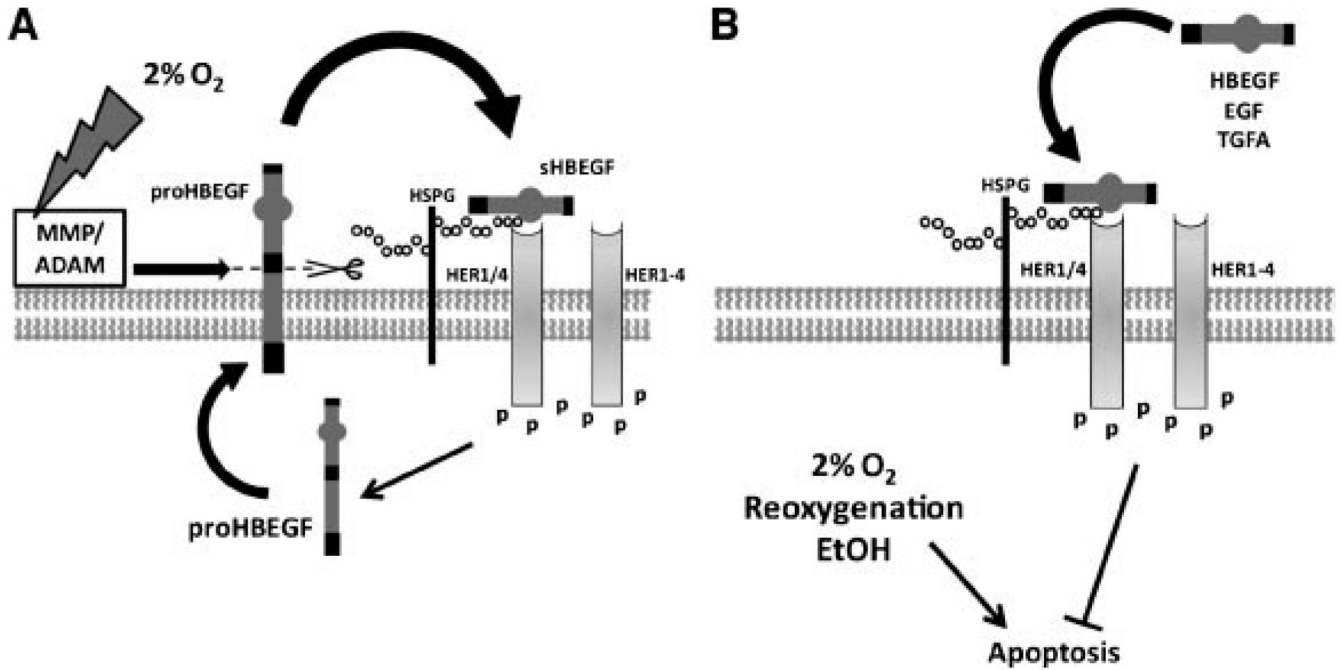 A
2% O₂
proHBEGF
MMP/
ADAM
HSPG
sHBEGF
HER1/4
HER1-4
P
P
P
P
P
P
proHBEGF
B
HBEGF
EGF
TGFA
HSPG
HER1/4
HER1-4
P
P
P
P
P
P
2% O₂
Reoxygenation
EtOH
Apoptosis